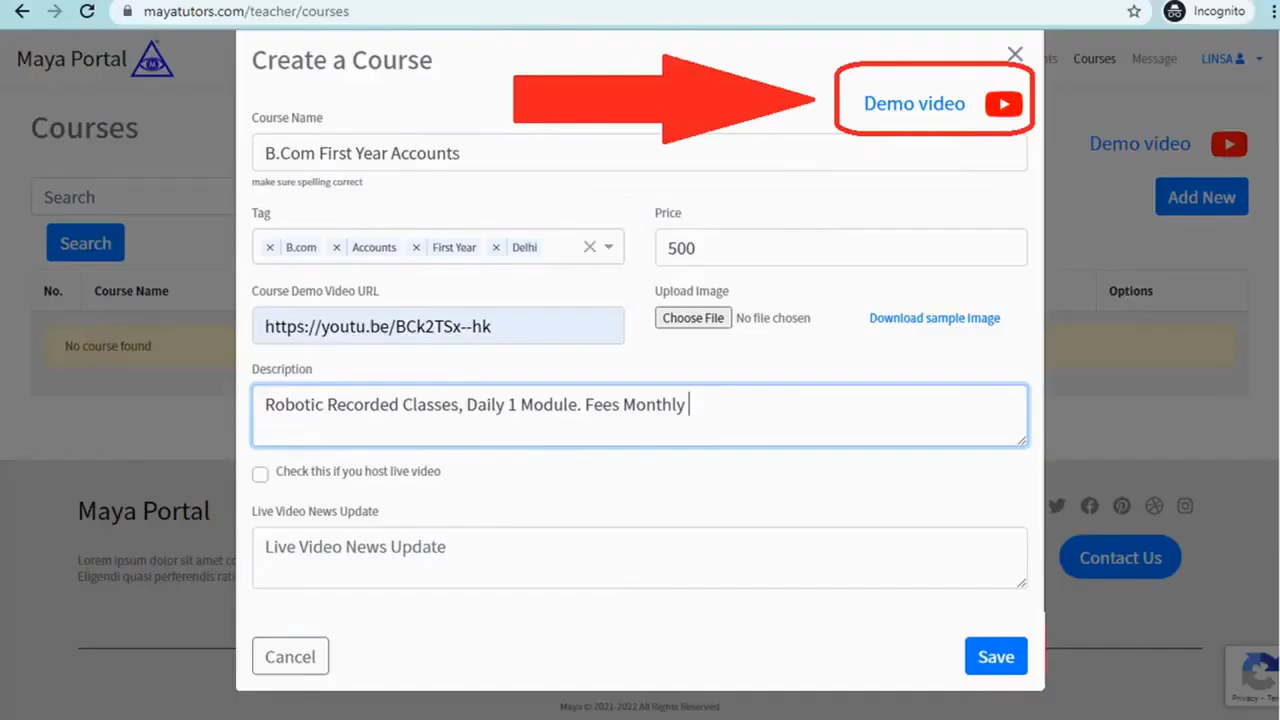 mayatutors.com/teacher/courses
Incognito
Maya Portal
Courses
Message
LINSA
Create a Course
Demo video
Courses
Course Name
B.Com First Year Accounts
make sure spelling correct
Demo video
Search
Add New
Search
Tag
Price
B.com
Accounts
First Year
Delhi
500
No.
Course Name
Options
Course Demo Video URL
Upload Image
https://youtu.be/BCk2TSx--hk
Choose File No file chosen
Download sample Image
No course found
Description
Robotic Recorded Classes, Daily 1 Module. Fees Monthly
Check this if you host live video
Live Video News Update
Live Video News Update
Maya Portal
Lorem ipsum dolor sit amet
Eligendi quasi perferendis
Contact Us
Cancel
Save
Maya © 2021-2022 All Rights Reserved
Privacy